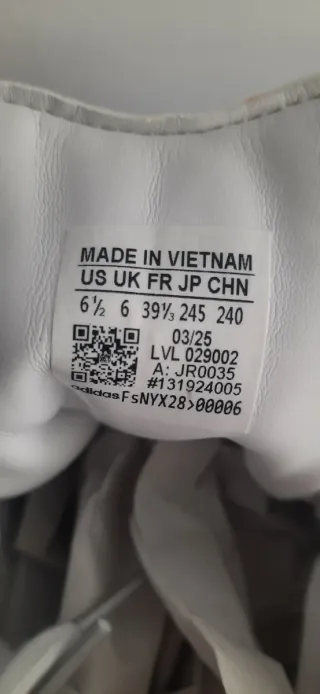 MADE IN VIETNAM
US UK FR JP CHN
6½ 6 39⅓ 245 240
03/25
LVL 029002
A: JR0035
#131924005
adidas FsNYX28>00006